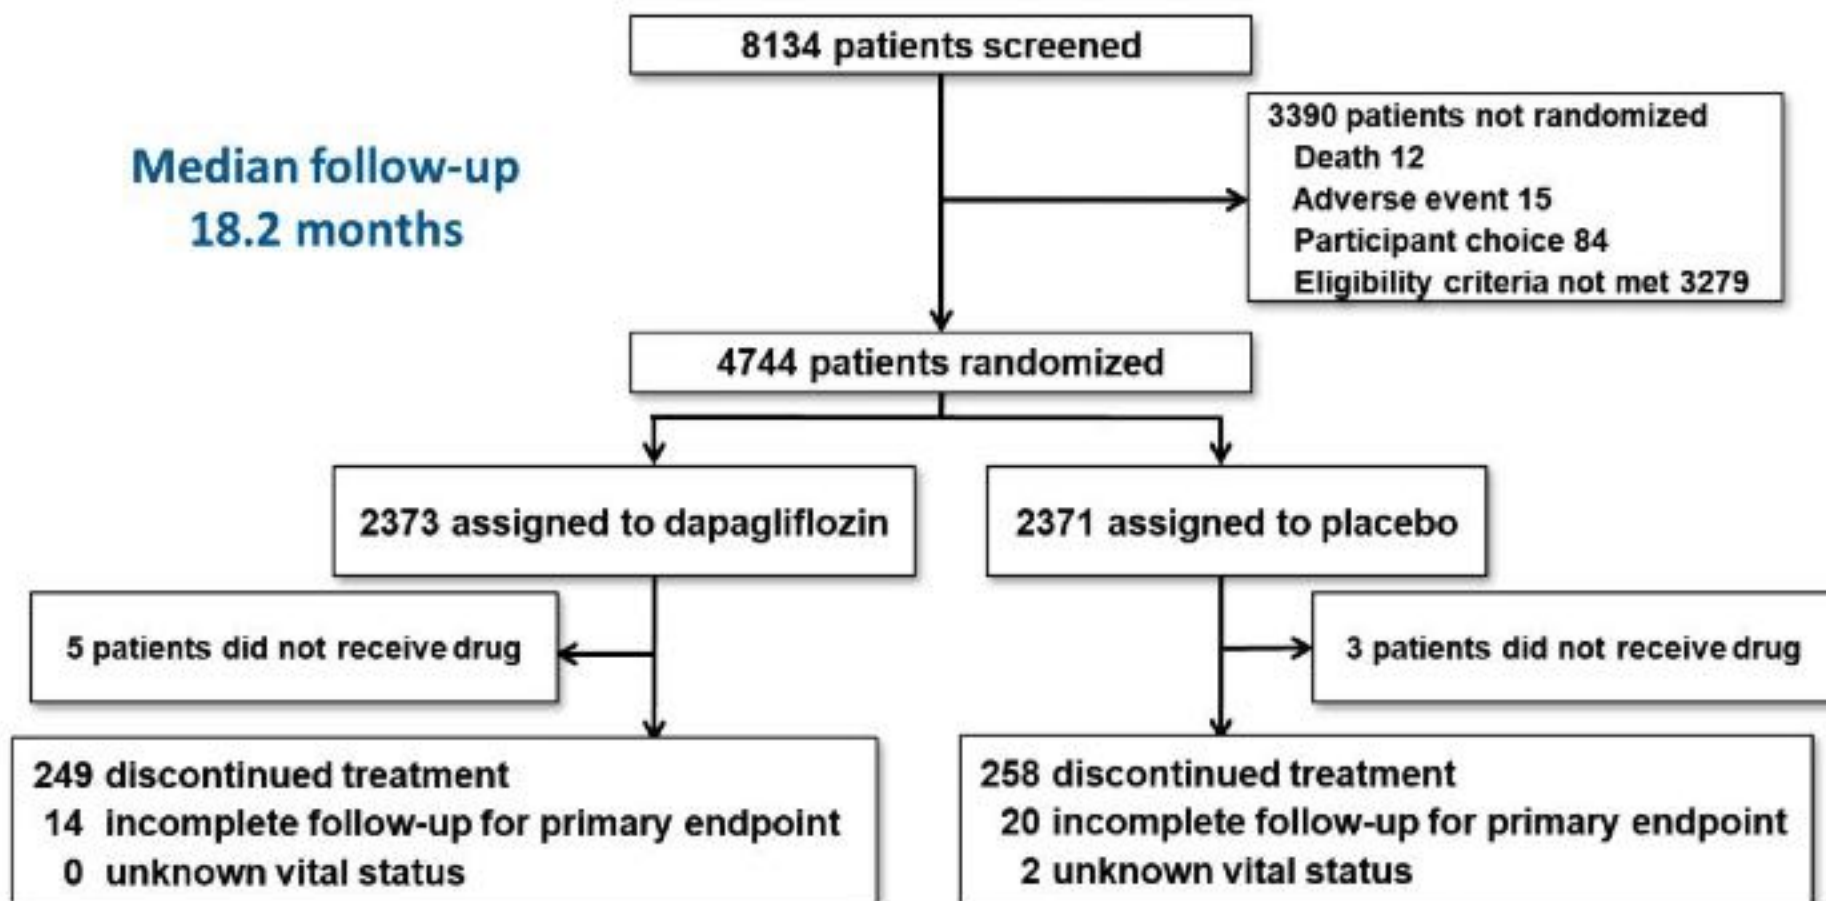 8134 patients screened
Median follow-up
18.2 months
3390 patients not randomized
Death 12
Adverse event 15
Participant choice 84
Eligibility criteria not met 3279
4744 patients randomized
2373 assigned to dapagliflozin
2371 assigned to placebo
5 patients did not receive drug
3 patients did not receive drug
249 discontinued treatment
14 incomplete follow-up for primary endpoint
0 unknown vital status
258 discontinued treatment
20 incomplete follow-up for primary endpoint
2 unknown vital status